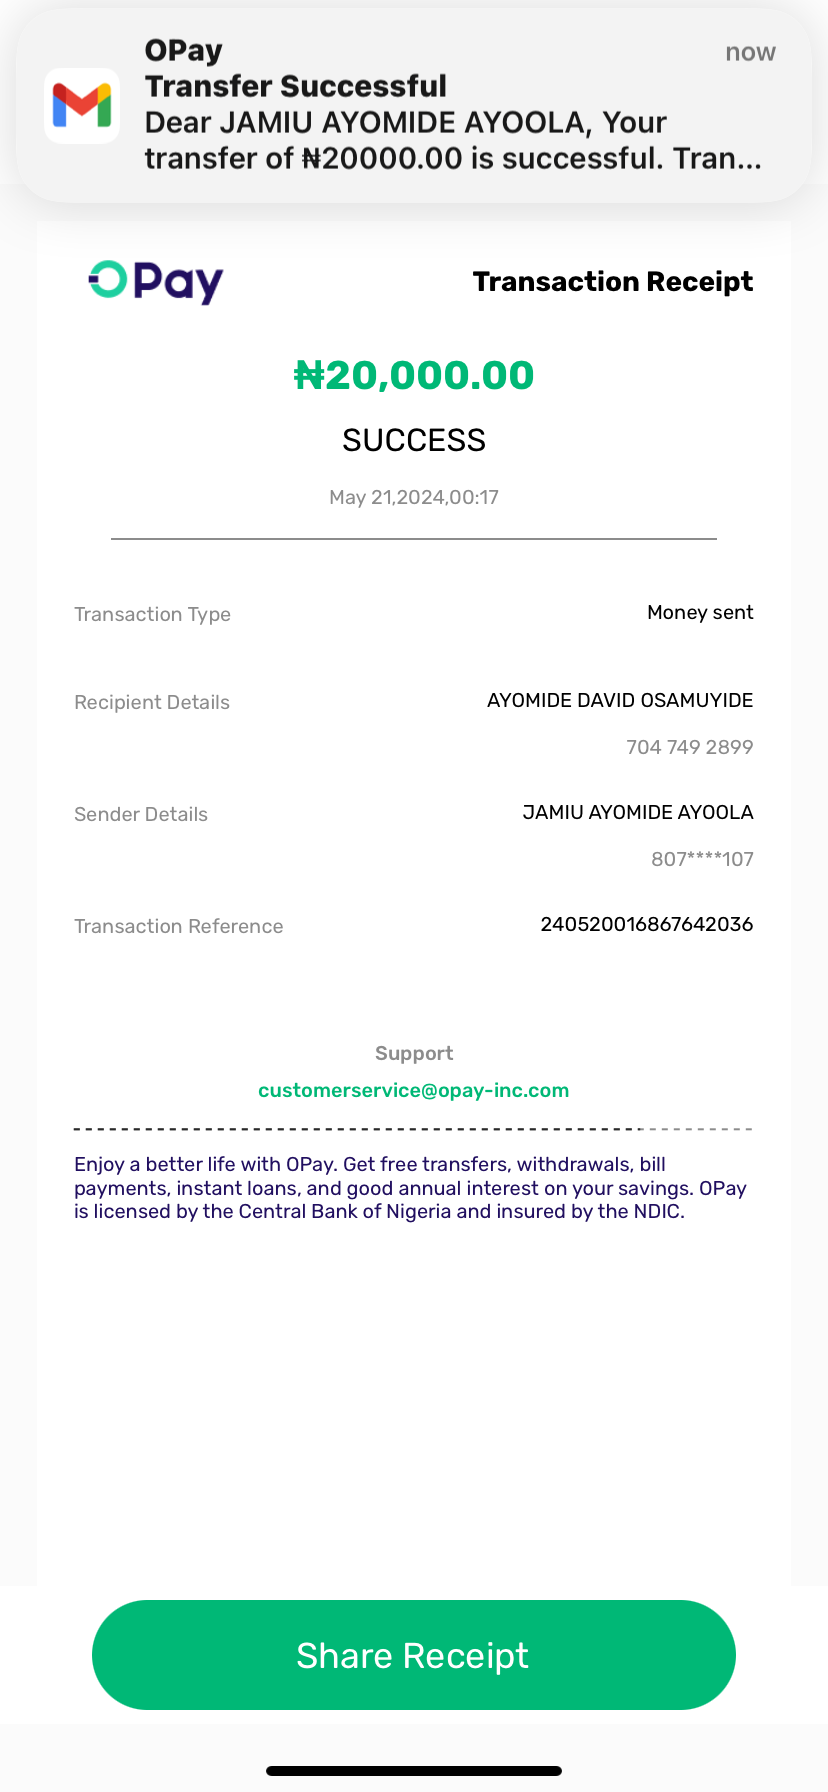 OPay
now
Transfer Successful
Dear JAMIU AYOMIDE AYOOLA, Your
transfer of ₦20000.00 is successful. Tran...
OPay
Transaction Receipt
₦20,000.00
SUCCESS
May 21,2024,00:17
Transaction Type
Money sent
Recipient Details
AYOMIDE DAVID OSAMUYIDE
704 749 2899
Sender Details
JAMIU AYOMIDE AYOOLA
807****107
Transaction Reference
240520016867642036
Support
customerservice@opay-inc.com
Enjoy a better life with OPay. Get free transfers, withdrawals, bill
payments, instant loans, and good annual interest on your savings. OPay
is licensed by the Central Bank of Nigeria and insured by the NDIC.
Share Receipt